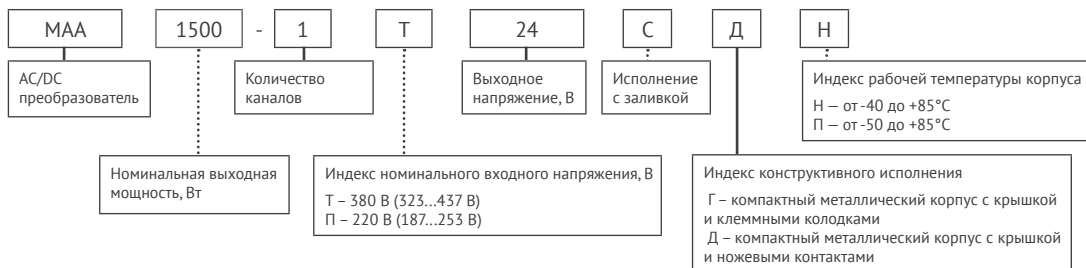 МАА 1500 - 1 Т 24 С Д Н
AC/DC
преобразователь
Количество
каналов
Выходное
напряжение, В
Исполнение
с заливкой
Индекс рабочей температуры корпуса
Н — от -40 до +85°С
П — от -50 до +85°С
Номинальная выходная
мощность, Вт
Индекс номинального входного напряжения, В
Т – 380 В (323...437 В)
П – 220 В (187...253 В)
Индекс конструктивного исполнения
Г – компактный металлический корпус с крышкой
и клеммными колодками
Д – компактный металлический корпус с крышкой
и ножевыми контактами